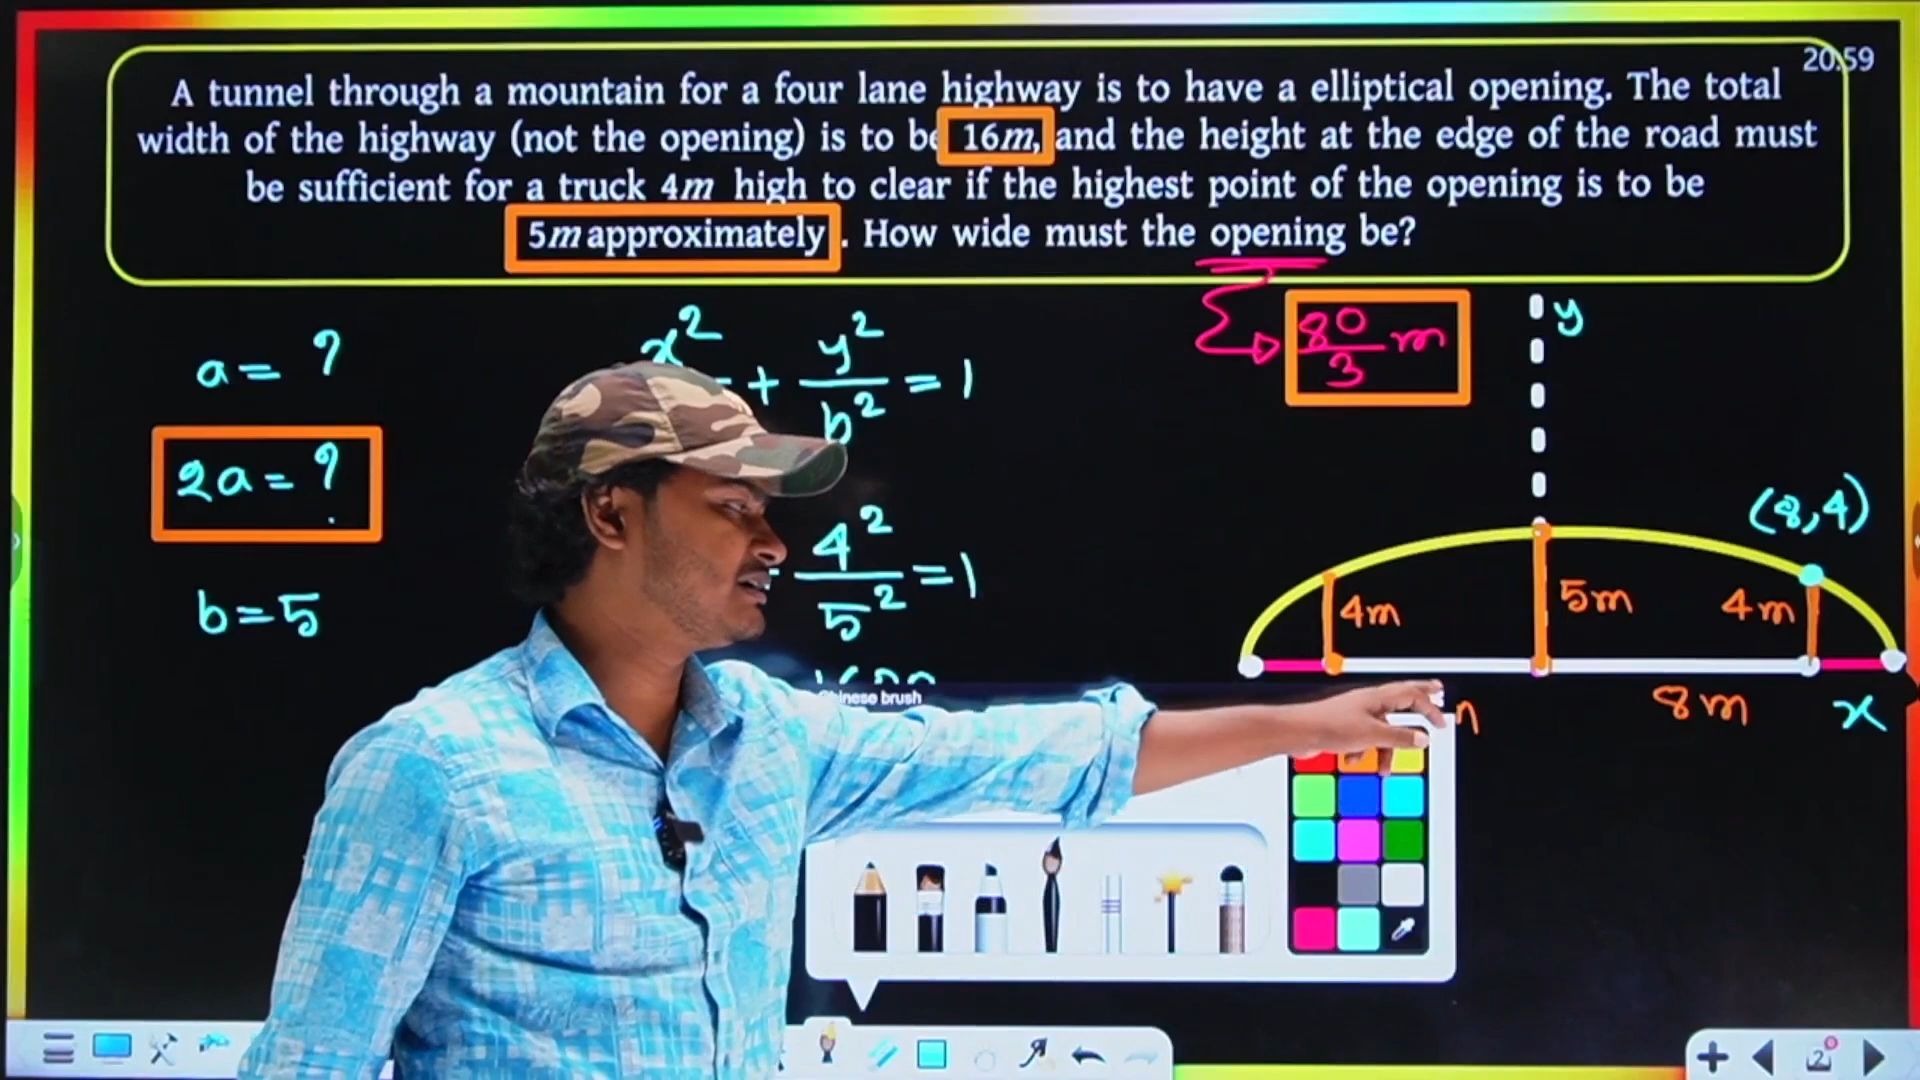 20:59
A tunnel through a mountain for a four lane highway is to have a elliptical opening. The total
width of the highway (not the opening) is to be 16m, and the height at the edge of the road must
be sufficient for a truck 4m high to clear if the highest point of the opening is to be
5m approximately . How wide must the opening be?
a = ?
x² + y²/b² = 1
80/3 m
y
2a = ?
4²/5² = 1
(8,4)
b = 5
4m
5m
4m
8m
x
Chinese brush
2